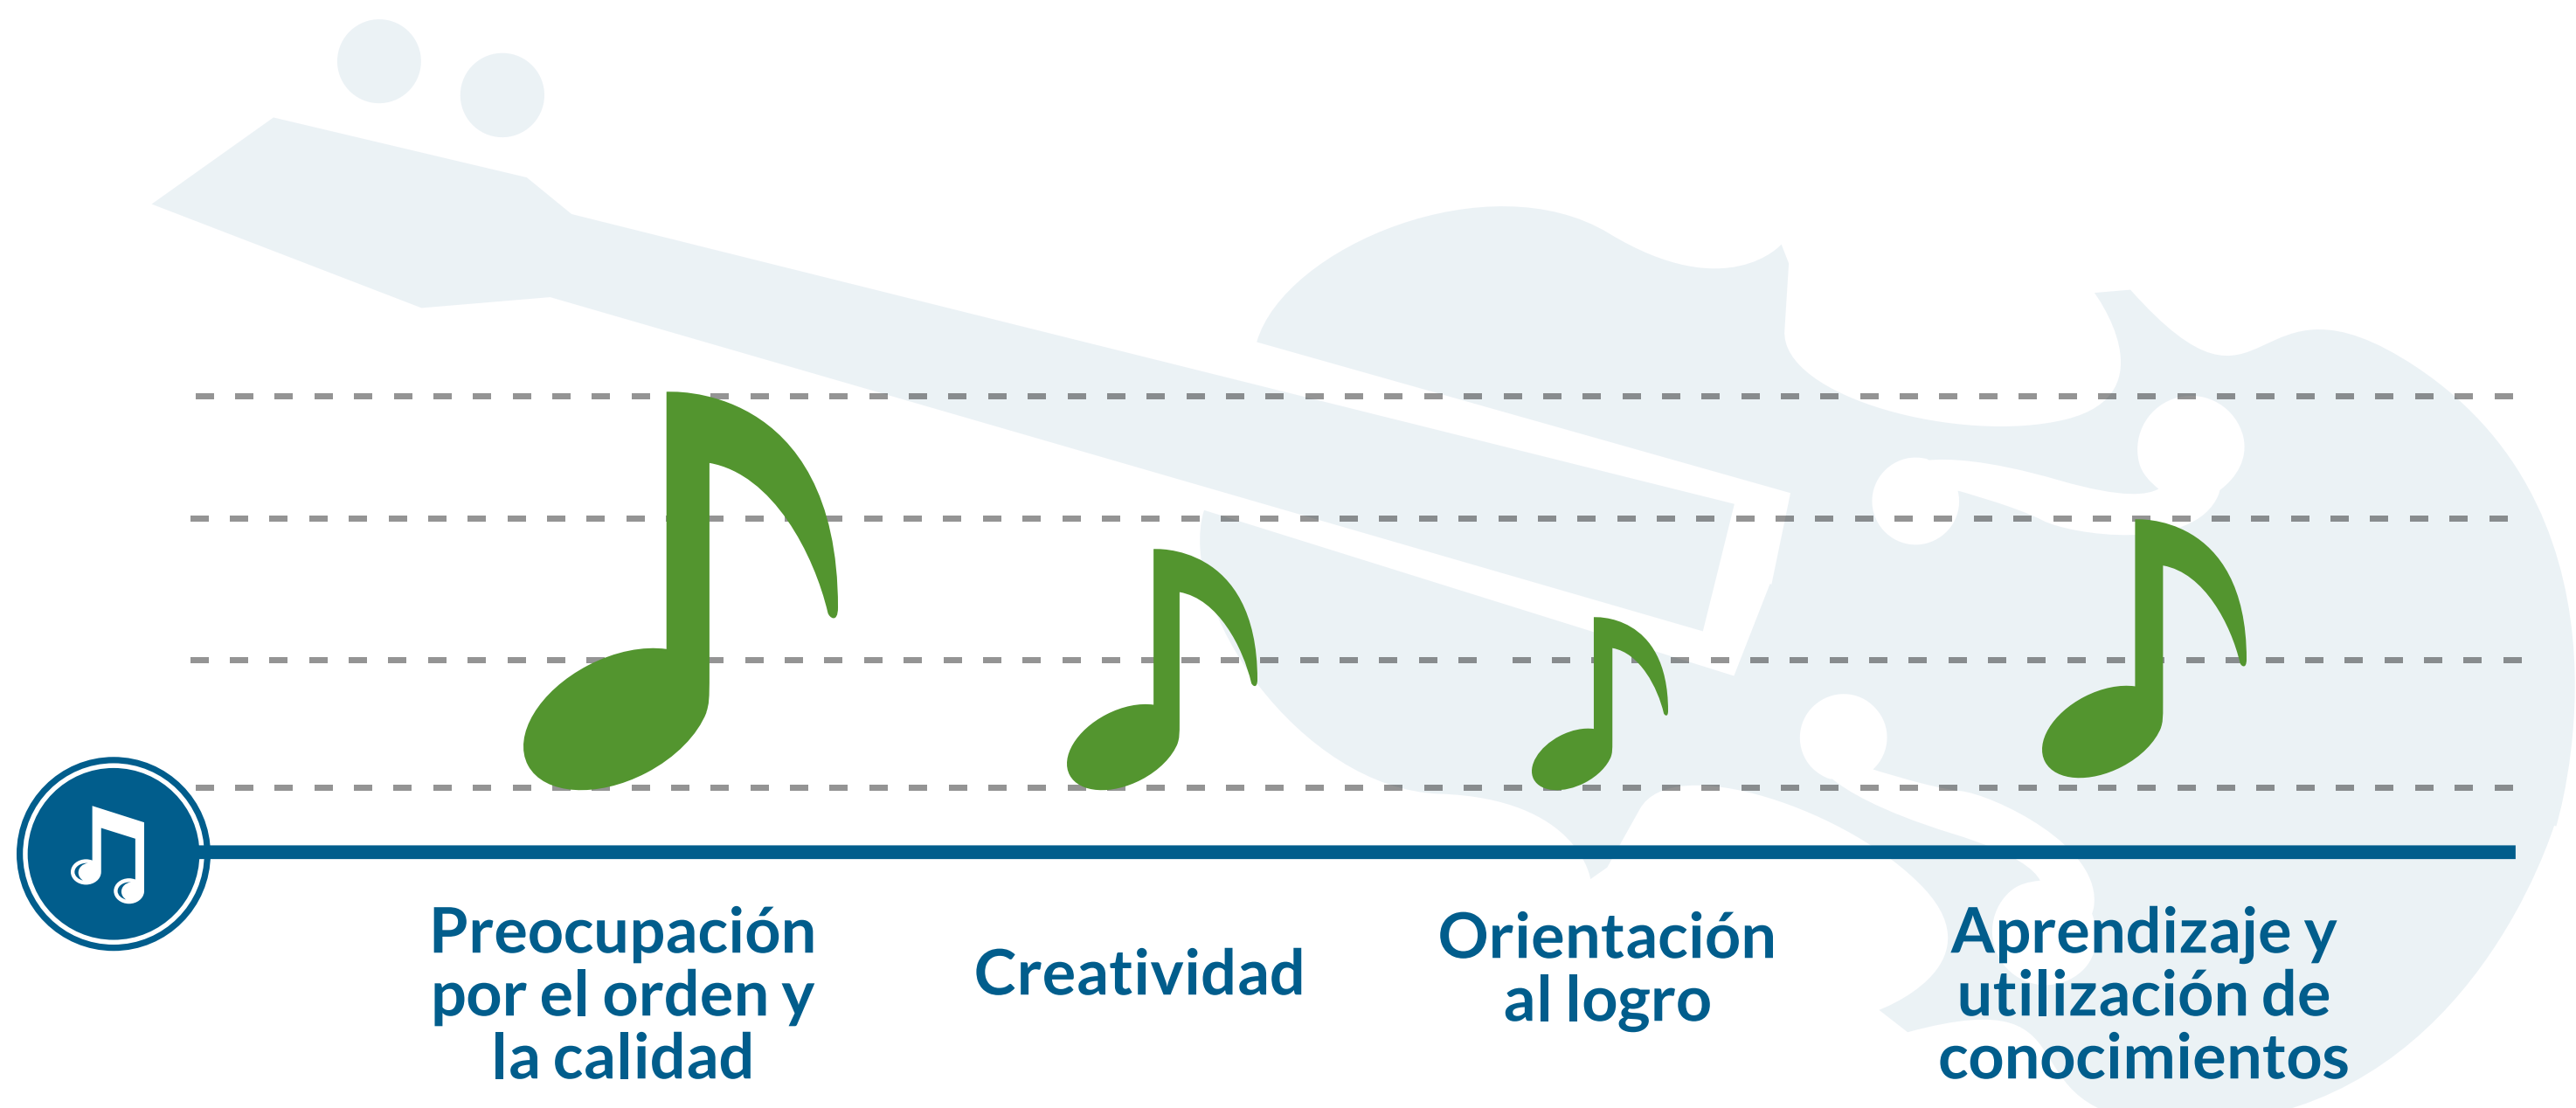 Preocupación
por el orden y
la calidad
Creatividad
Orientación
al logro
Aprendizaje y
utilización de
conocimientos